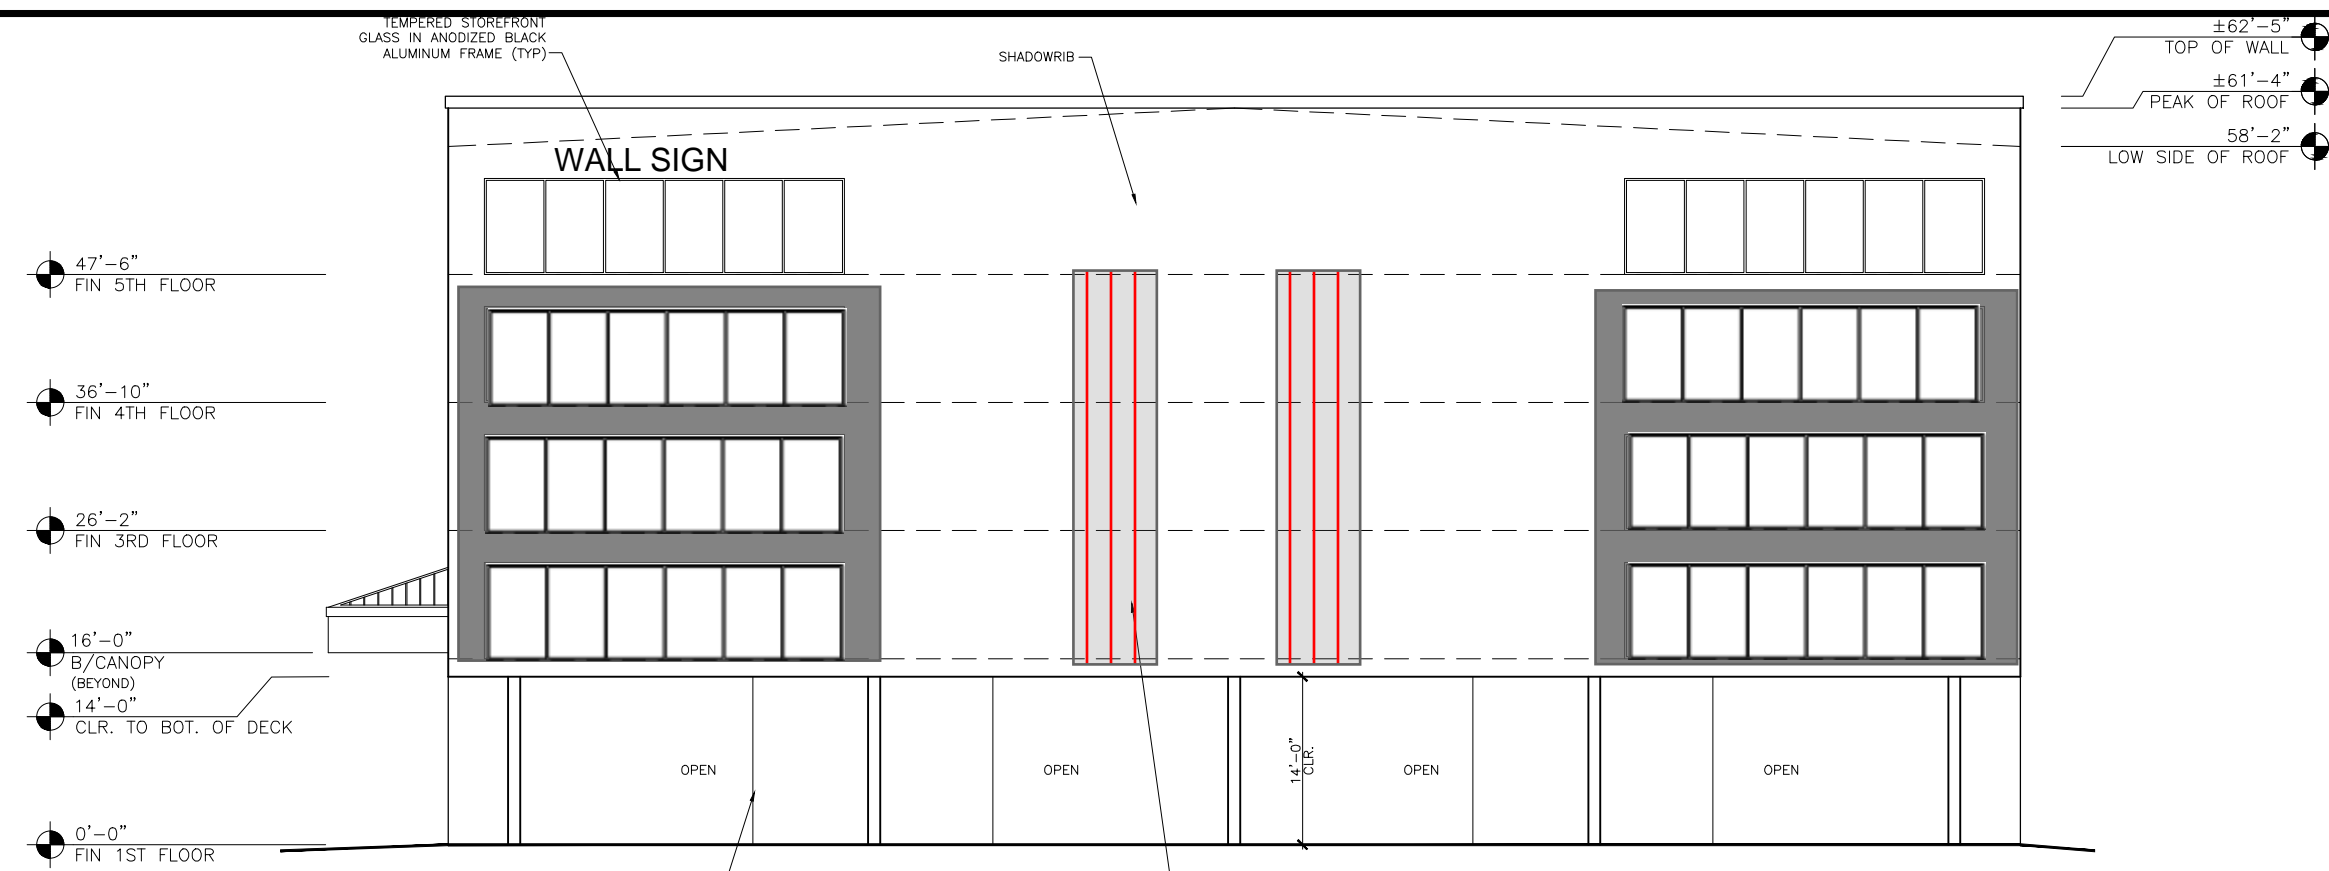 TEMPERED STOREFRONT
GLASS IN ANODIZED BLACK
ALUMINUM FRAME (TYP)
SHADOWRIB
±62'-5"
TOP OF WALL
±61'-4"
PEAK OF ROOF
58'-2"
LOW SIDE OF ROOF
WALL SIGN
47'-6"
FIN 5TH FLOOR
36'-10"
FIN 4TH FLOOR
26'-2"
FIN 3RD FLOOR
16'-0"
B/CANOPY
(BEYOND)
14'-0"
CLR. TO BOT. OF DECK
OPEN
OPEN
14'-0"
CLR.
OPEN
OPEN
0'-0"
FIN 1ST FLOOR